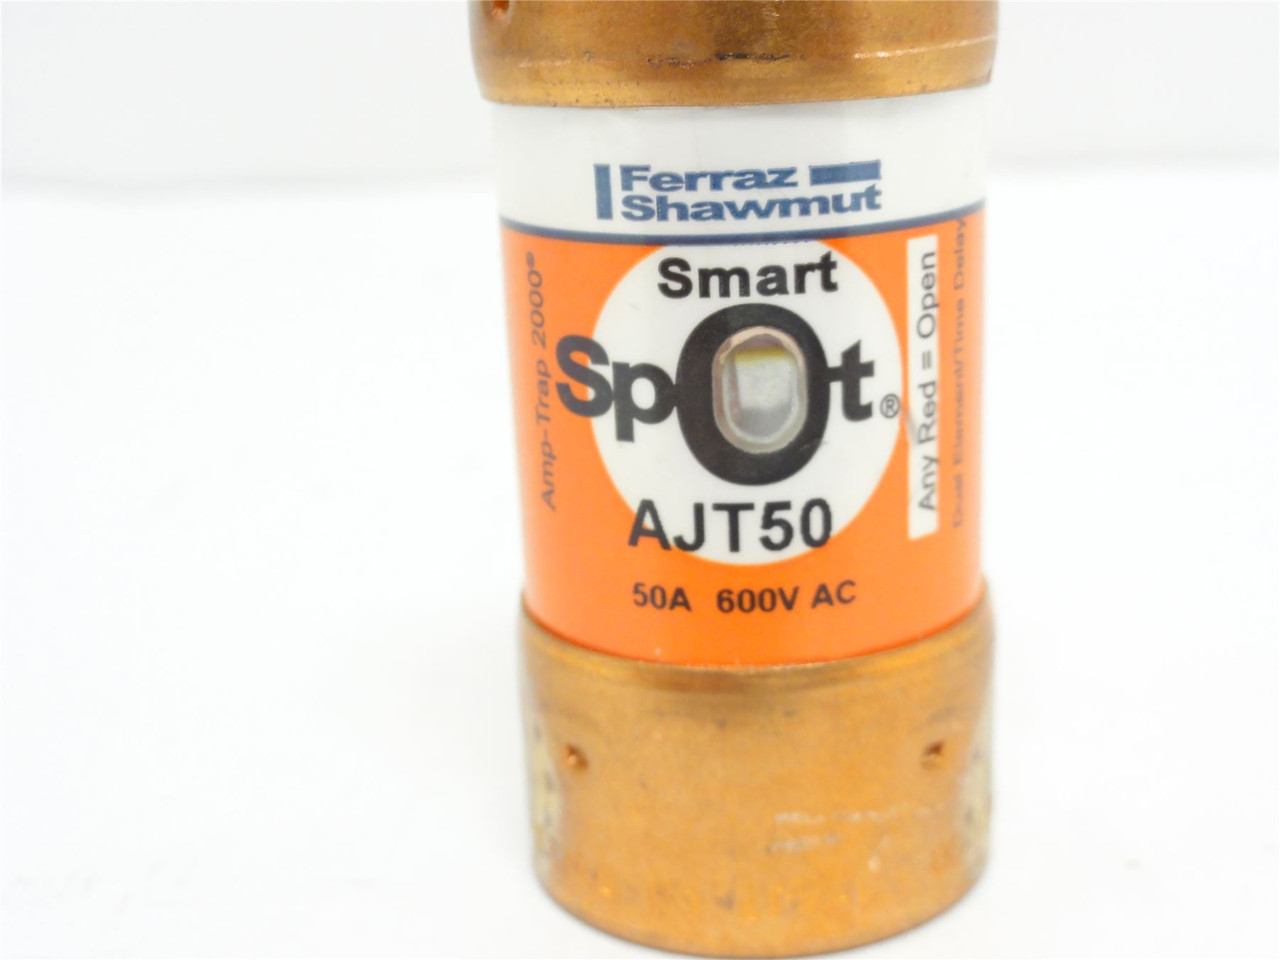 Ferraz
Shawmut
Smart
Spot®
AJT50
50A 600V AC
Amp-Trap 2000®
Any Red = Open
Dual Element/Time Delay